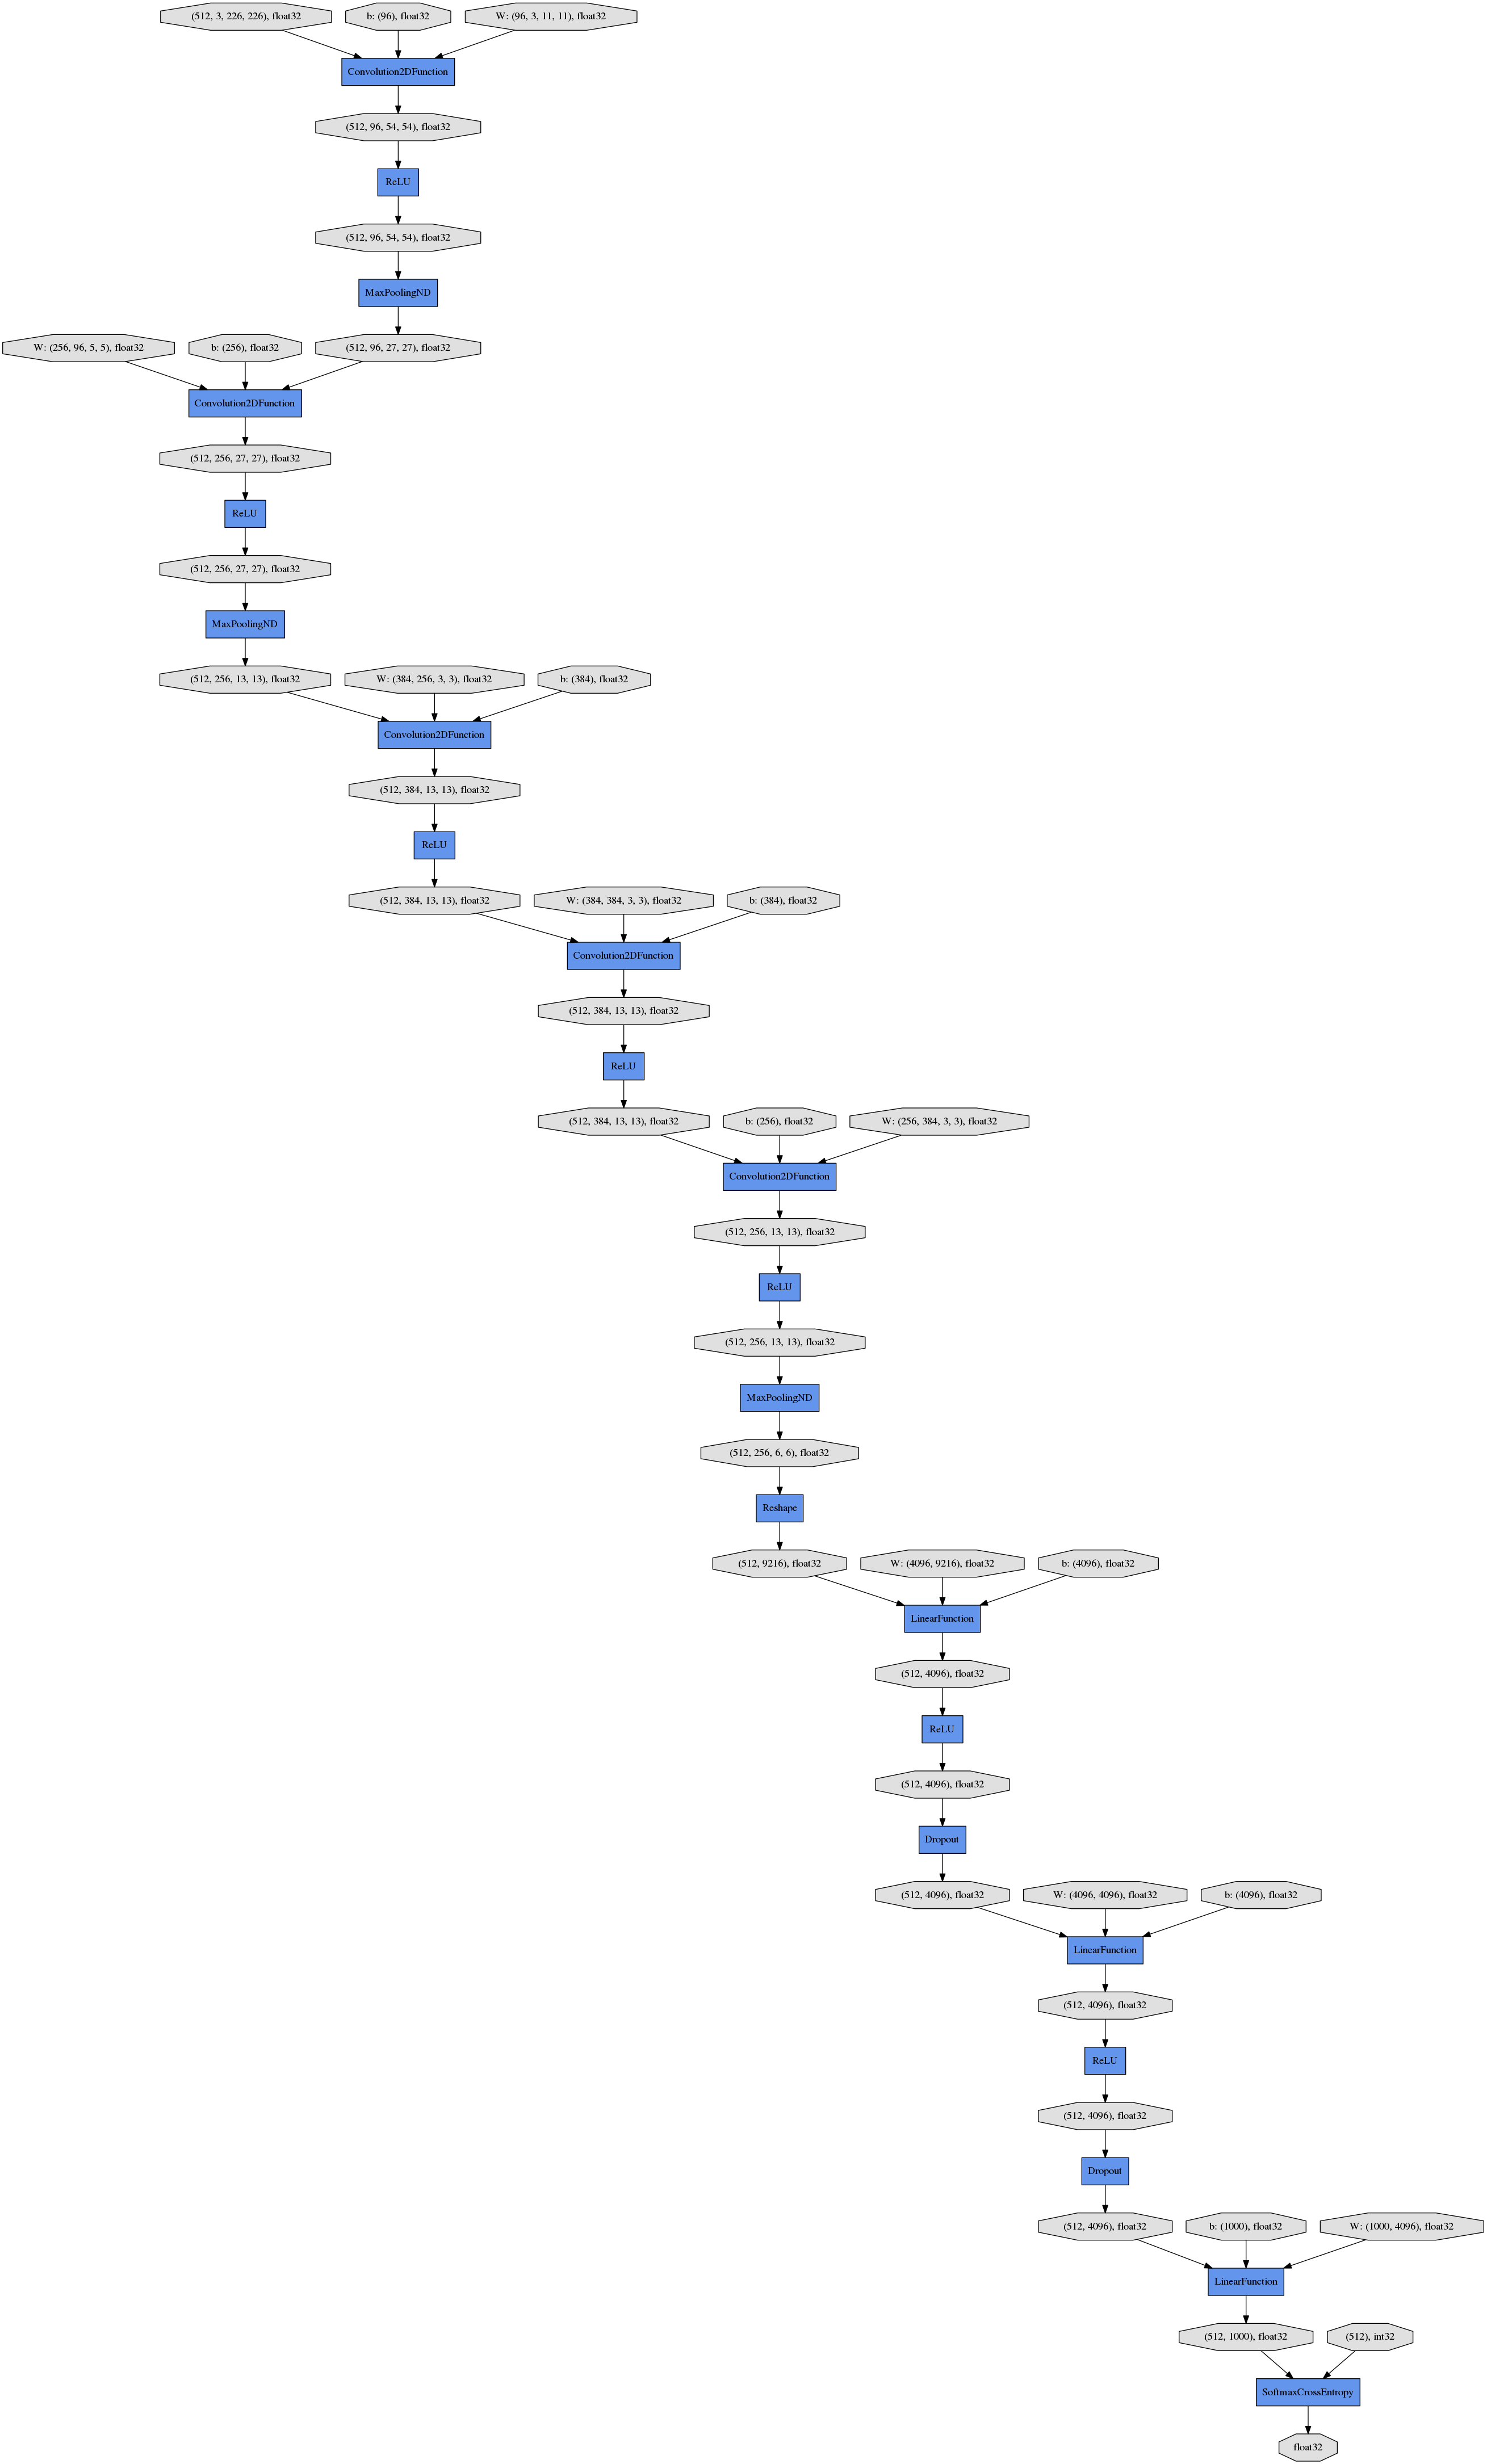 (512, 3, 226, 226), float32
b: (96), float32
W: (96, 3, 11, 11), float32
Convolution2DFunction
(512, 96, 54, 54), float32
ReLU
(512, 96, 54, 54), float32
MaxPoolingND
W: (256, 96, 5, 5), float32
b: (256), float32
(512, 96, 27, 27), float32
Convolution2DFunction
(512, 256, 27, 27), float32
ReLU
(512, 256, 27, 27), float32
MaxPoolingND
(512, 256, 13, 13), float32
W: (384, 256, 3, 3), float32
b: (384), float32
Convolution2DFunction
(512, 384, 13, 13), float32
ReLU
(512, 384, 13, 13), float32
W: (384, 384, 3, 3), float32
b: (384), float32
Convolution2DFunction
(512, 384, 13, 13), float32
ReLU
(512, 384, 13, 13), float32
b: (256), float32
W: (256, 384, 3, 3), float32
Convolution2DFunction
(512, 256, 13, 13), float32
ReLU
(512, 256, 13, 13), float32
MaxPoolingND
(512, 256, 6, 6), float32
Reshape
(512, 9216), float32
W: (4096, 9216), float32
b: (4096), float32
LinearFunction
(512, 4096), float32
ReLU
(512, 4096), float32
Dropout
(512, 4096), float32
W: (4096, 4096), float32
b: (4096), float32
LinearFunction
(512, 4096), float32
ReLU
(512, 4096), float32
Dropout
(512, 4096), float32
b: (1000), float32
W: (1000, 4096), float32
LinearFunction
(512, 1000), float32
(512), int32
SoftmaxCrossEntropy
float32